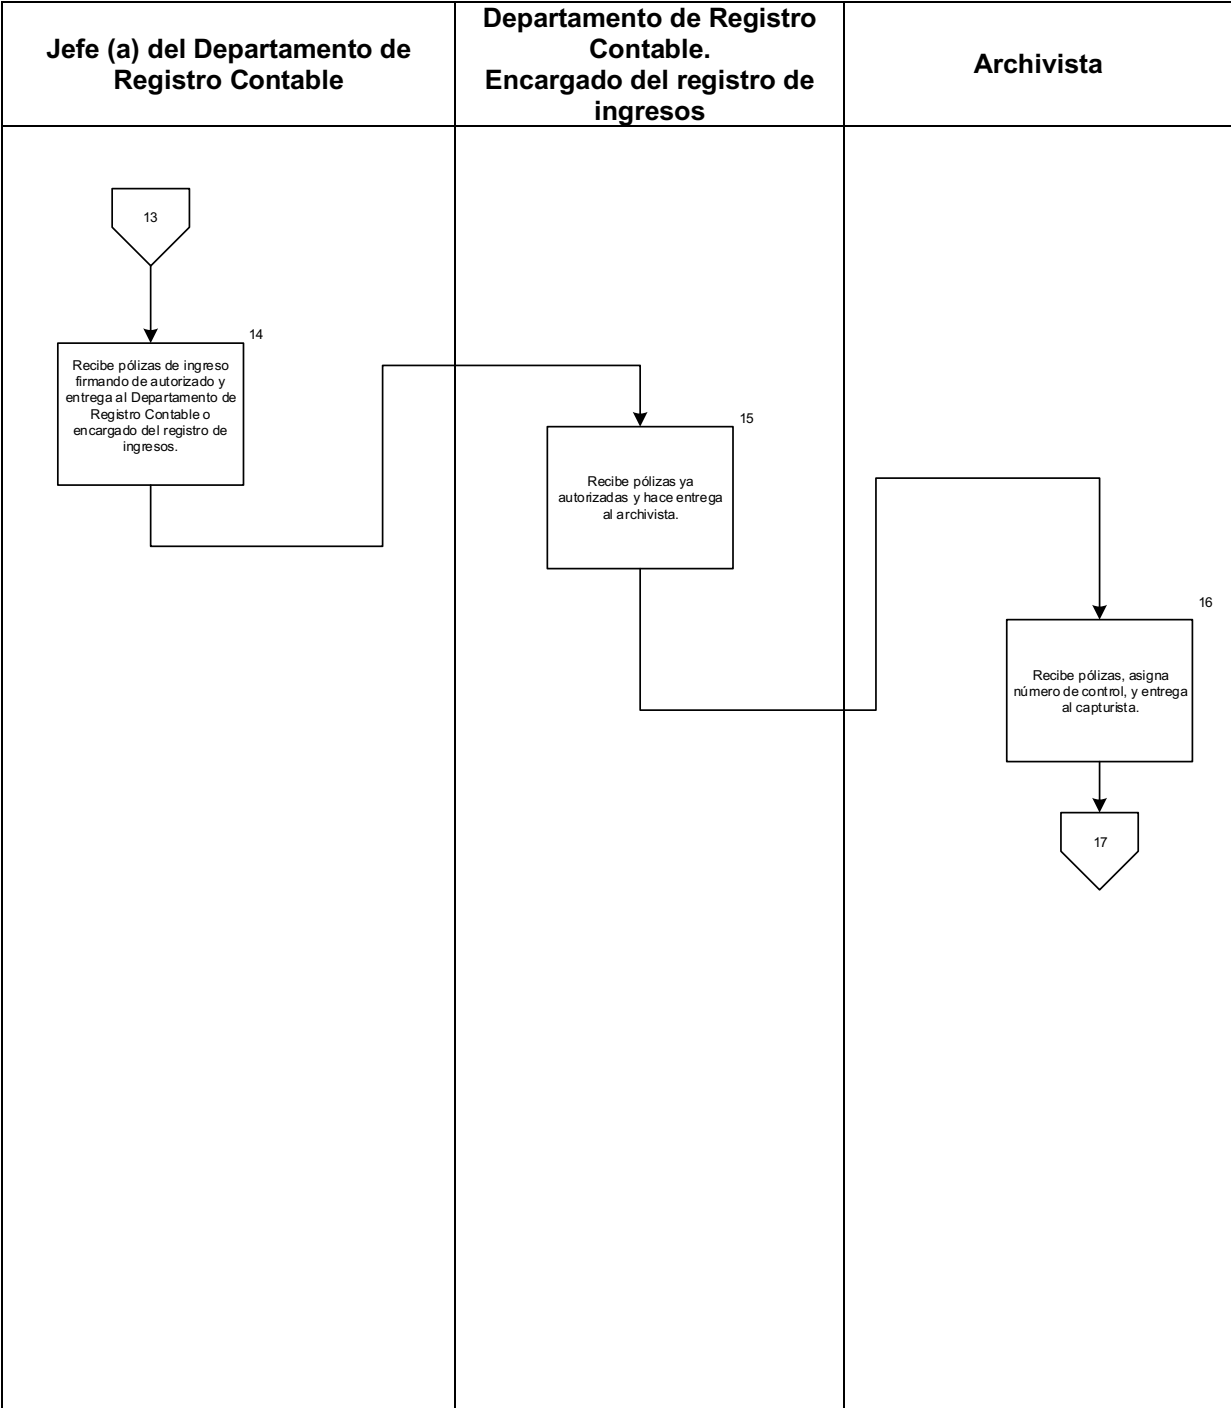 Jefe (a) del Departamento de
Registro Contable
Departamento de Registro
Contable.
Encargado del registro de
ingresos
Archivista
13
14
Recibe pólizas de ingreso
firmando de autorizado y
entrega al Departamento de
Registro Contable o
encargado del registro de
ingresos.
15
Recibe pólizas ya
autorizadas y hace entrega
al archivista.
16
Recibe pólizas, asigna
número de control, y entrega
al capturista.
17